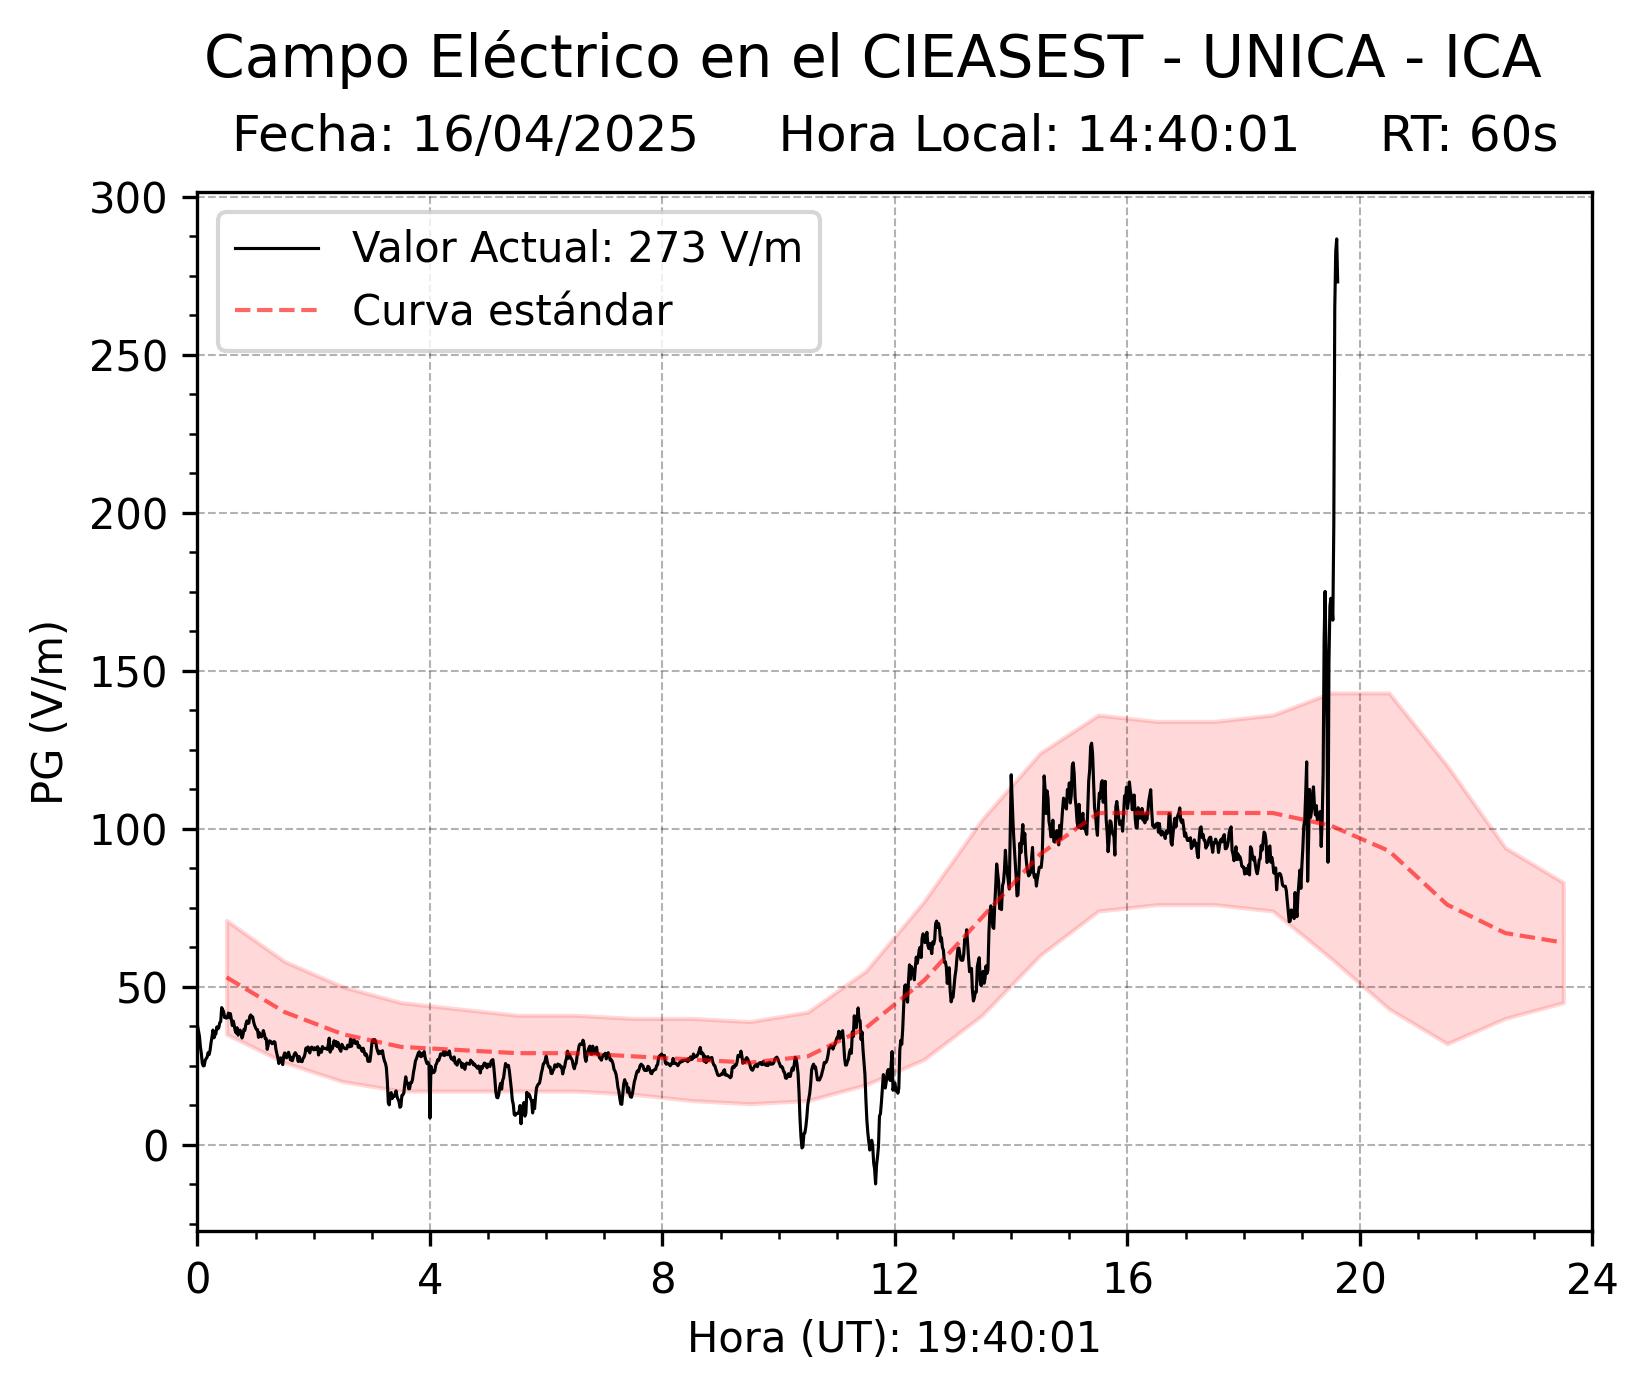 Campo Eléctrico en el CIEASEST - UNICA - ICA
Fecha: 16/04/2025 Hora Local: 14:40:01 RT: 60s
Valor Actual: 273 V/m
Curva estándar
PG (V/m)
300
250
200
150
100
50
0
0 4 8 12 16 20 24
Hora (UT): 19:40:01